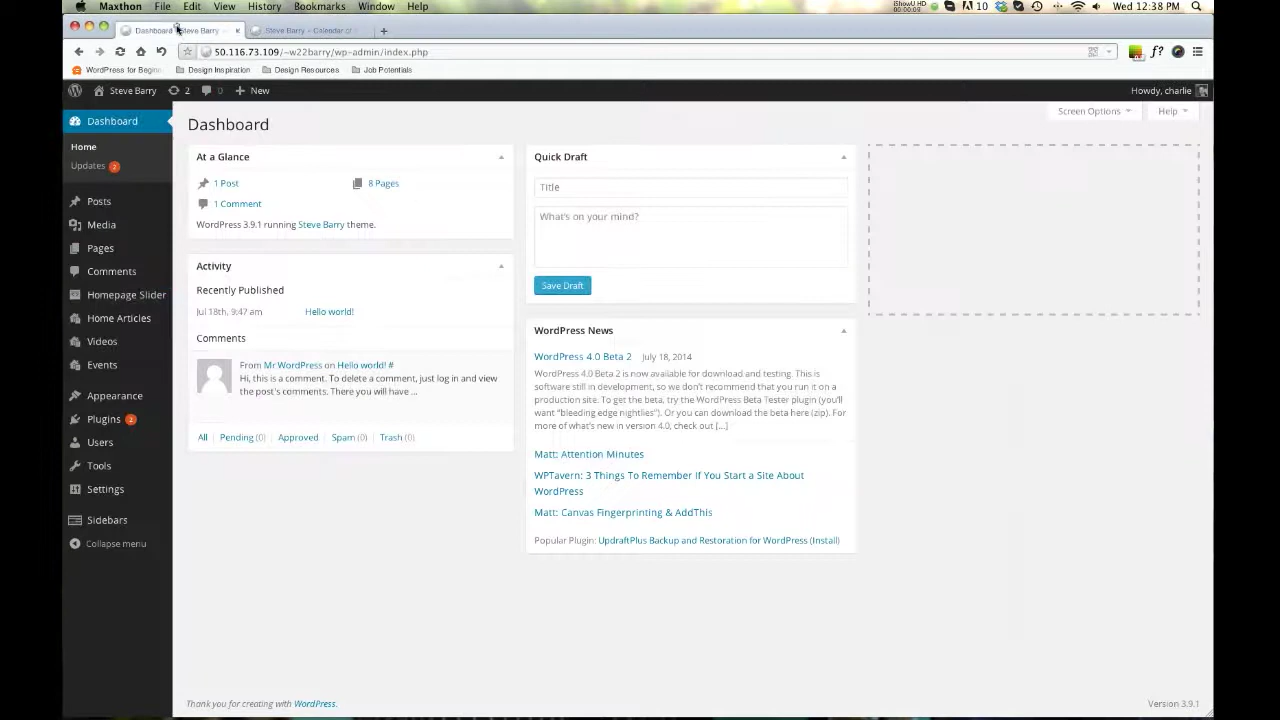 Maxthon File Edit View History Bookmarks Window Help
iShowU HD
00:00:09
10
Wed 12:38 PM
Dashboard
Steve Barry
Steve Barry – Calendar of
50.116.73.109/~w22barry/wp-admin/index.php
f?
WordPress for Begin
Design Inspiration
Design Resources
Job Potentials
Steve Barry
2
0
New
Howdy, charlie
Dashboard
Home
Updates 2
Posts
Media
Pages
Comments
Homepage Slider
Home Articles
Videos
Events
Appearance
Plugins 2
Users
Tools
Settings
Sidebars
Collapse menu
Screen Options
Help
Dashboard
At a Glance
1 Post
8 Pages
1 Comment
WordPress 3.9.1 running Steve Barry theme.
Activity
Recently Published
Jul 18th, 9:47 am Hello world!
Comments
From Mr WordPress on Hello world! #
Hi, this is a comment. To delete a comment, just log in and view
the post's comments. There you will have ...
All | Pending (0) | Approved | Spam (0) | Trash (0)
Quick Draft
Title
What's on your mind?
Save Draft
WordPress News
WordPress 4.0 Beta 2 July 18, 2014
WordPress 4.0 Beta 2 is now available for download and testing. This is
software still in development, so we don't recommend that you run it on a
production site. To get the beta, try the WordPress Beta Tester plugin (you'll
want "bleeding edge nightlies"). Or you can download the beta here (zip). For
more of what's new in version 4.0, check out [...]
Matt: Attention Minutes
WPTavern: 3 Things To Remember If You Start a Site About
WordPress
Matt: Canvas Fingerprinting & AddThis
Popular Plugin: UpdraftPlus Backup and Restoration for WordPress (Install)
Thank you for creating with WordPress.
Version 3.9.1